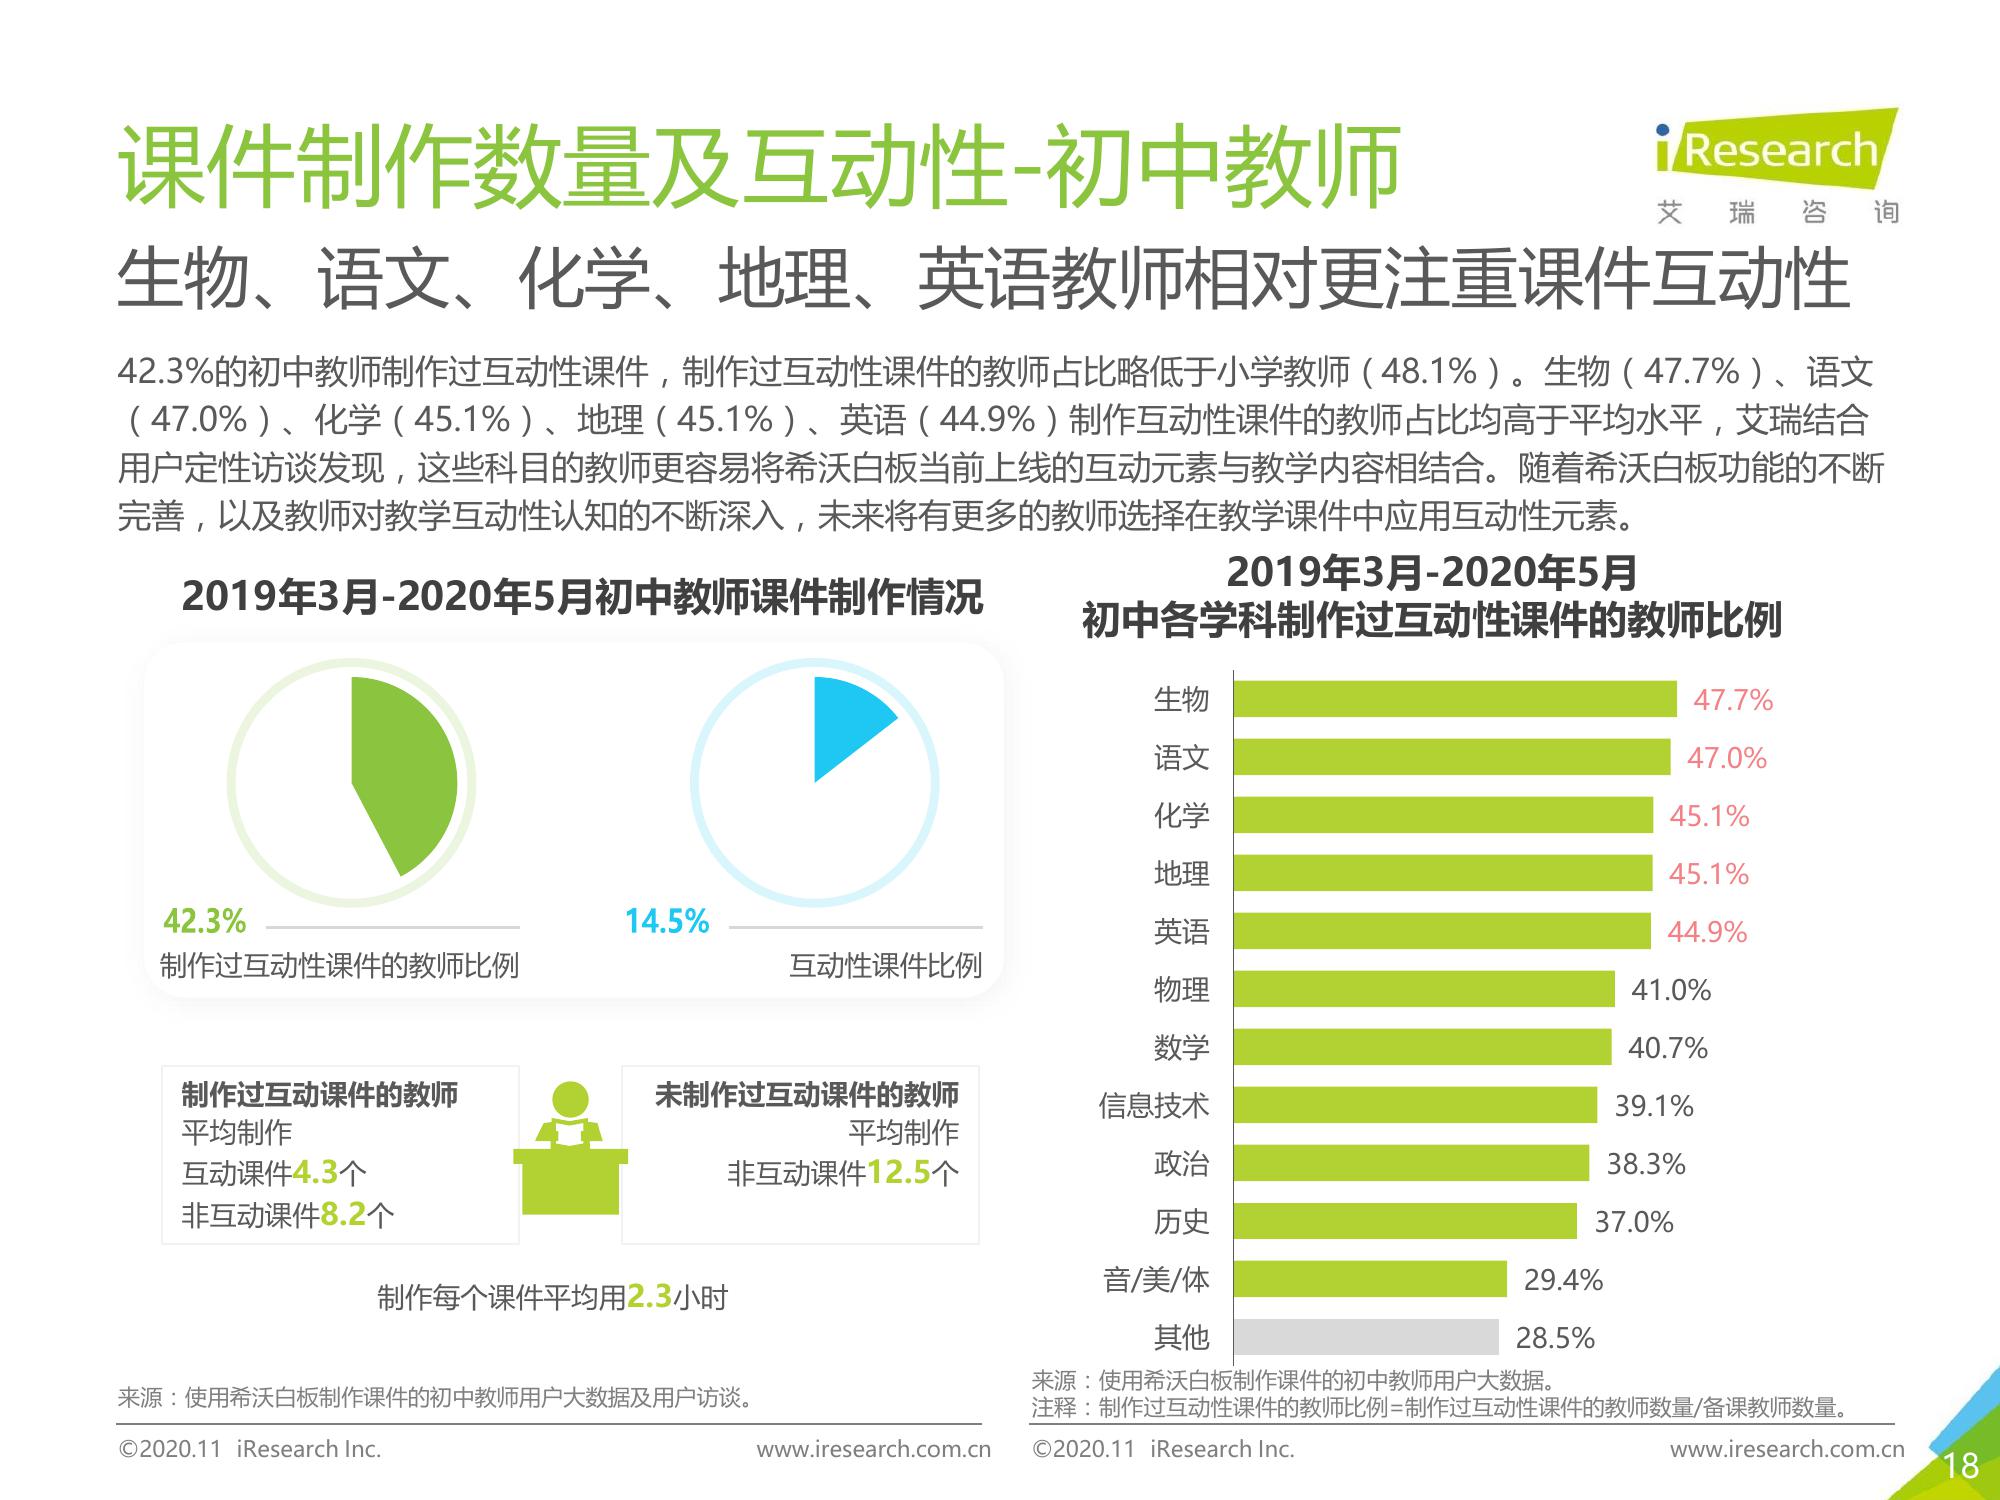 课件制作数量及互动性-初中教师
iResearch
艾瑞咨询
生物、语文、化学、地理、英语教师相对更注重课件互动性
42.3%的初中教师制作过互动性课件，制作过互动性课件的教师占比略低于小学教师（48.1%）。生物（47.7%）、语文
（47.0%）、化学（45.1%）、地理（45.1%）、英语（44.9%）制作互动性课件的教师占比均高于平均水平，艾瑞结合
用户定性访谈发现，这些科目的教师更容易将希沃白板当前上线的互动元素与教学内容相结合。随着希沃白板功能的不断
完善，以及教师对教学互动性认知的不断深入，未来将有更多的教师选择在教学课件中应用互动性元素。
2019年3月-2020年5月初中教师课件制作情况
42.3%
制作过互动性课件的教师比例
14.5%
互动性课件比例
制作过互动课件的教师
平均制作
互动课件4.3个
非互动课件8.2个
未制作过互动课件的教师
平均制作
非互动课件12.5个
制作每个课件平均用2.3小时
来源：使用希沃白板制作课件的初中教师用户大数据及用户访谈。
©2020.11 iResearch Inc.
www.iresearch.com.cn
2019年3月-2020年5月
初中各学科制作过互动性课件的教师比例
生物 47.7%
语文 47.0%
化学 45.1%
地理 45.1%
英语 44.9%
物理 41.0%
数学 40.7%
信息技术 39.1%
政治 38.3%
历史 37.0%
音/美/体 29.4%
其他 28.5%
来源：使用希沃白板制作课件的初中教师用户大数据。
注释：制作过互动性课件的教师比例=制作过互动性课件的教师数量/备课教师数量。
©2020.11 iResearch Inc.
www.iresearch.com.cn
18